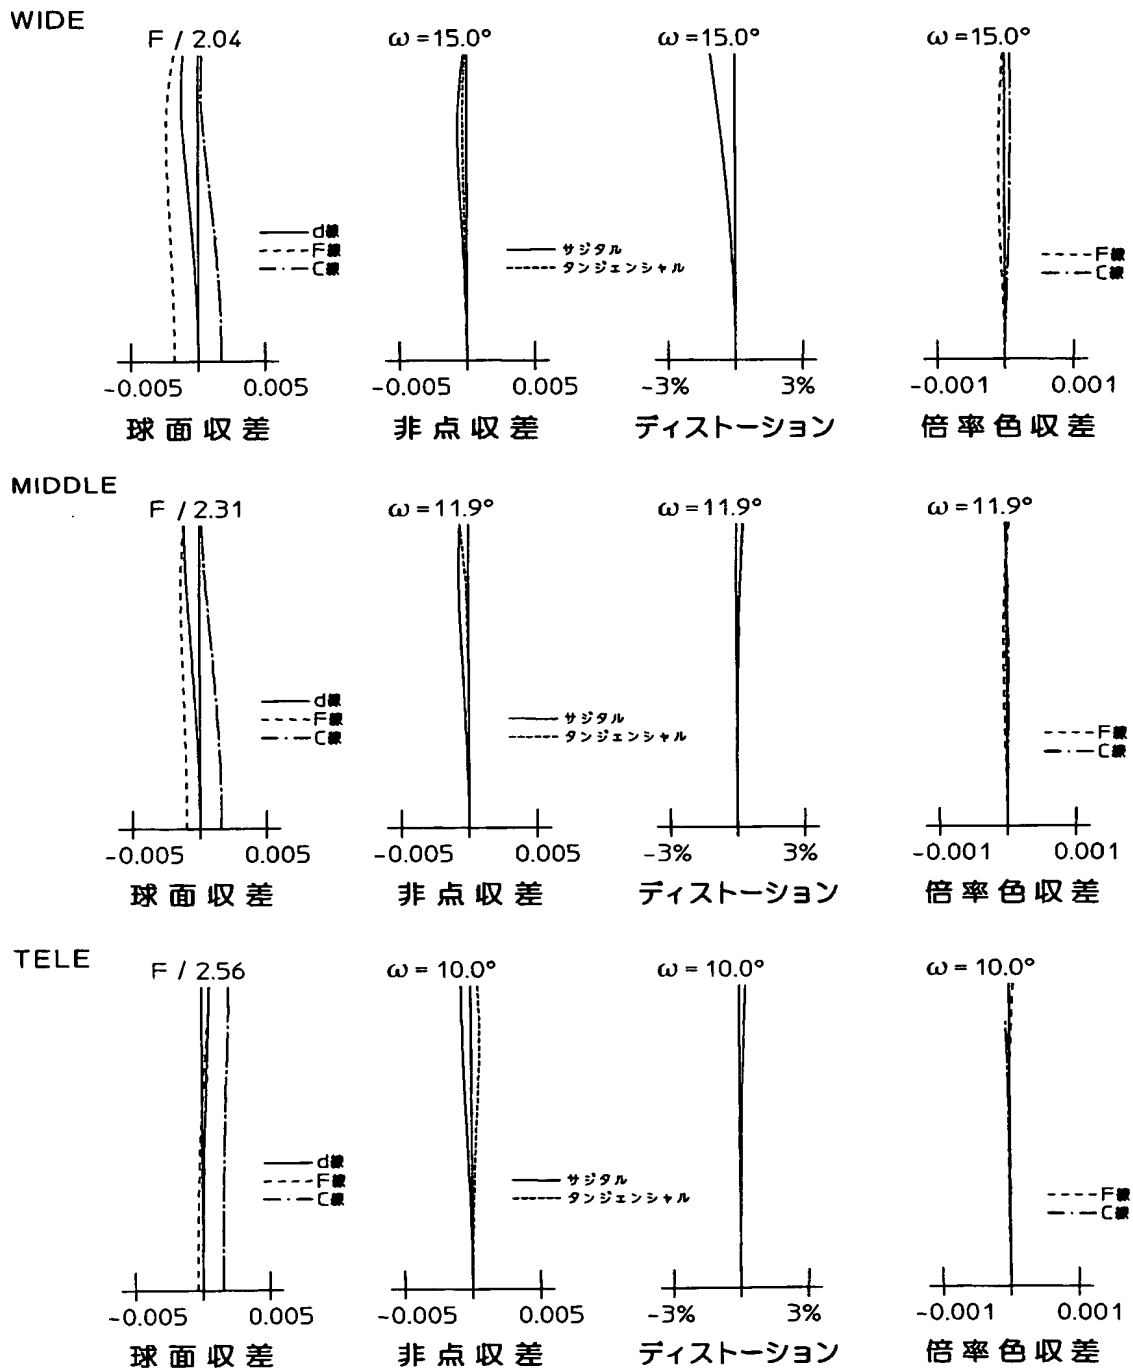 WIDE
F / 2.04
ω = 15.0°
ω = 15.0°
ω = 15.0°
d線
F線
C線
サジタル
タンジェンシャル
F線
C線
-0.005 0.005
-0.005 0.005
-3% 3%
-0.001 0.001
球面収差
非点収差
ディストーション
倍率色収差
MIDDLE
F / 2.31
ω = 11.9°
ω = 11.9°
ω = 11.9°
d線
F線
C線
サジタル
タンジェンシャル
F線
C線
-0.005 0.005
-0.005 0.005
-3% 3%
-0.001 0.001
球面収差
非点収差
ディストーション
倍率色収差
TELE
F / 2.56
ω = 10.0°
ω = 10.0°
ω = 10.0°
d線
F線
C線
サジタル
タンジェンシャル
F線
C線
-0.005 0.005
-0.005 0.005
-3% 3%
-0.001 0.001
球面収差
非点収差
ディストーション
倍率色収差